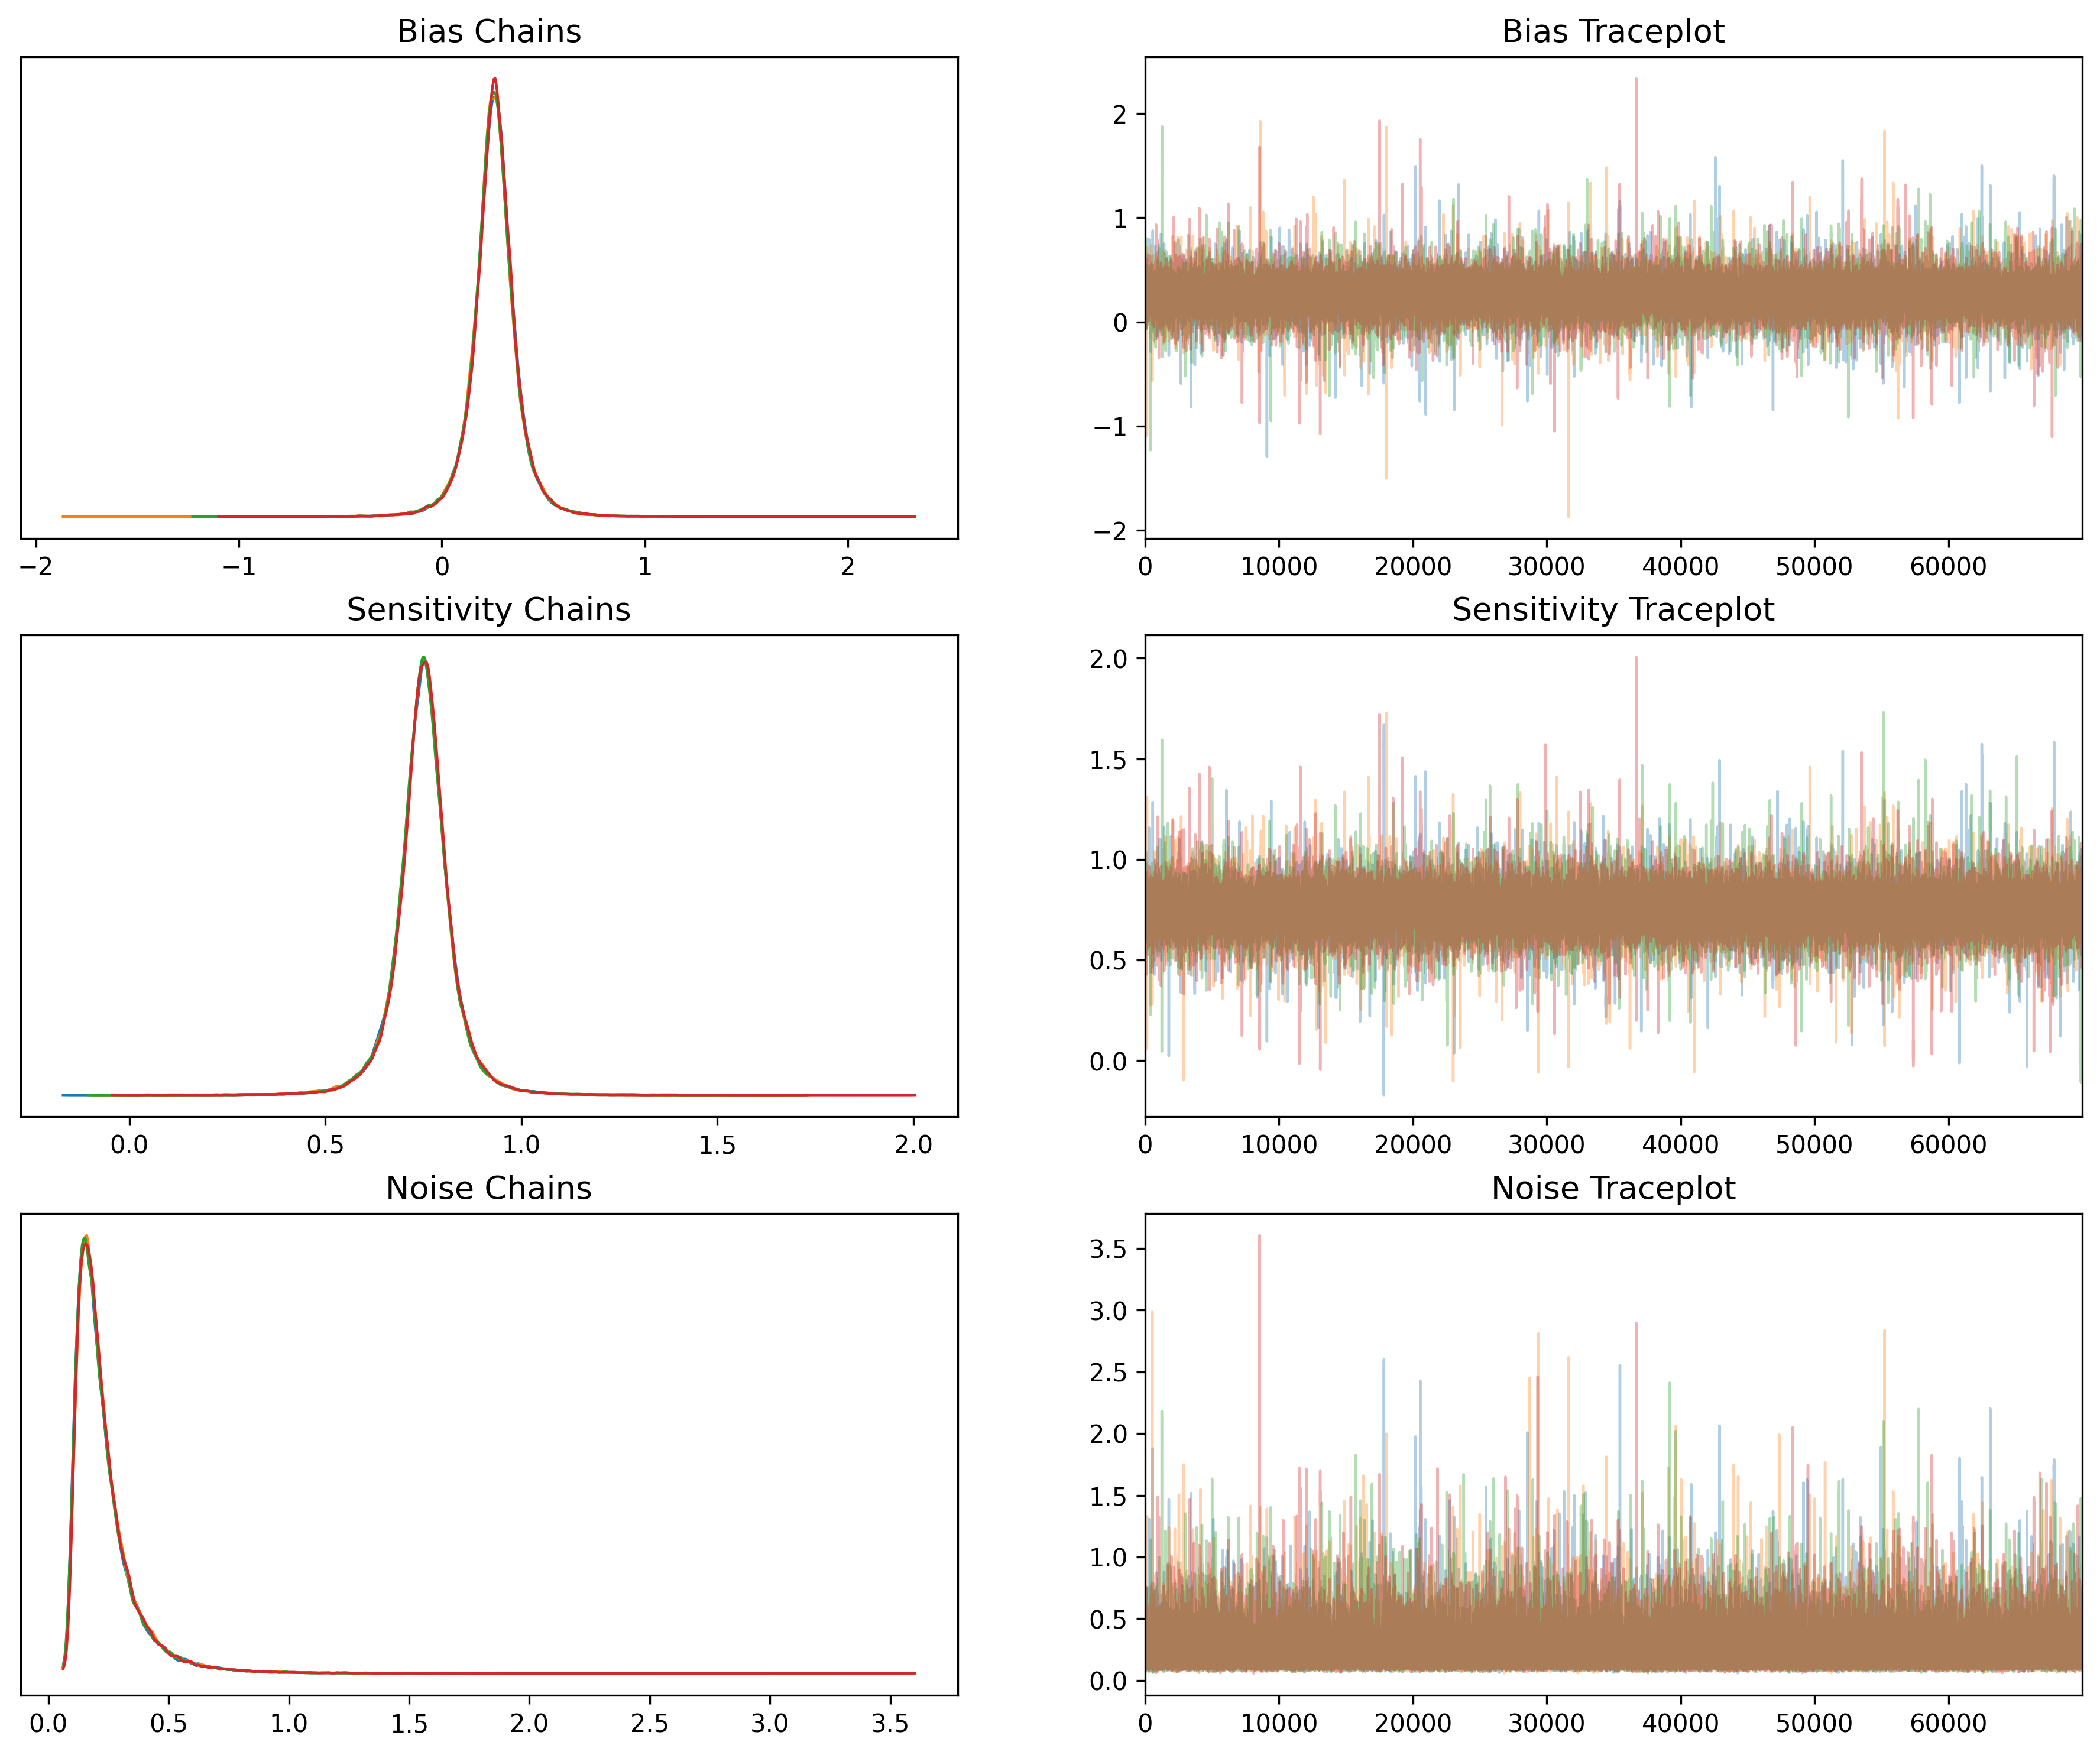 Bias Chains
−2 −1 0 1 2
Bias Traceplot
2
1
0
−1
−2
0 10000 20000 30000 40000 50000 60000
Sensitivity Chains
0.0 0.5 1.0 1.5 2.0
Sensitivity Traceplot
2.0
1.5
1.0
0.5
0.0
0 10000 20000 30000 40000 50000 60000
Noise Chains
0.0 0.5 1.0 1.5 2.0 2.5 3.0 3.5
Noise Traceplot
3.5
3.0
2.5
2.0
1.5
1.0
0.5
0.0
0 10000 20000 30000 40000 50000 60000